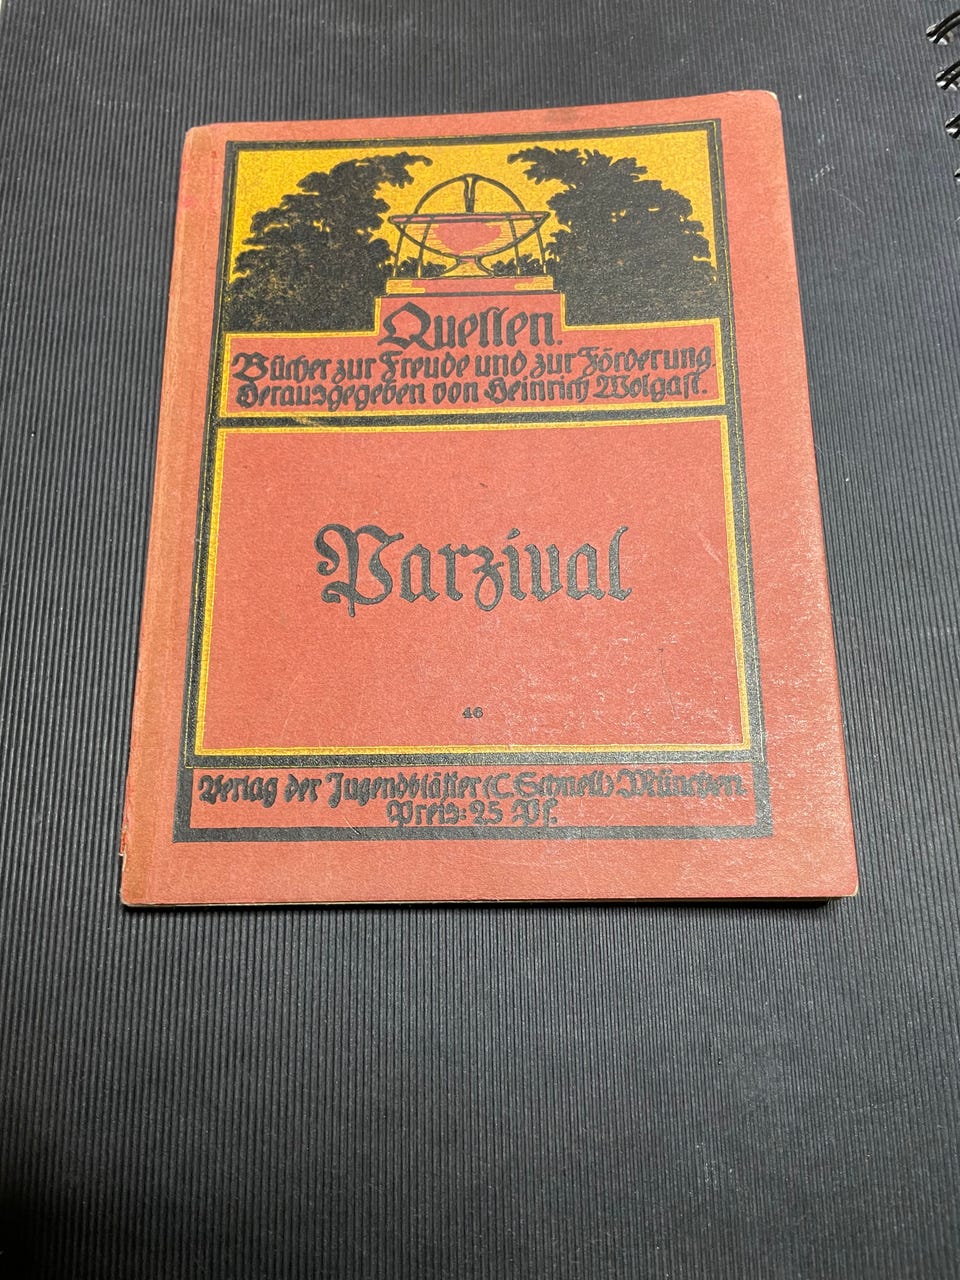 Quellen.
Bücher zur Freude und zur Förderung.
Herausgegeben von Heinrich Wolgast.
Parzival
46
Verlag der Jugendblätter (C. Schnell) München.
Preis: 25 Pf.